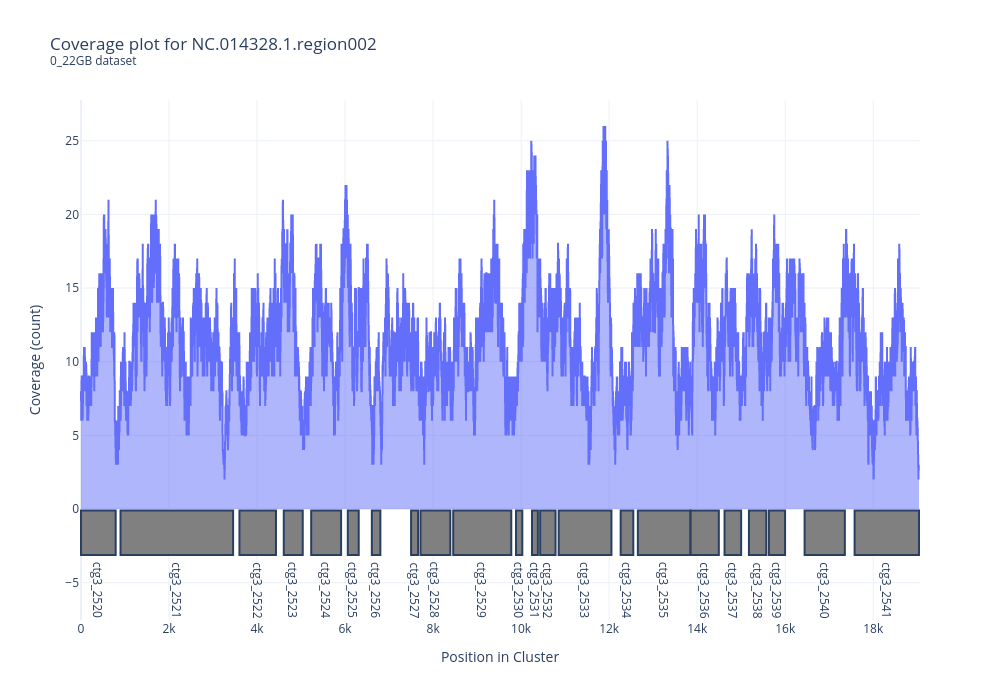 Coverage plot for NC.014328.1.region002
0_22GB dataset
25
20
15
10
5
0
−5
Coverage (count)
ctg3_2520
ctg3_2521
ctg3_2522
ctg3_2523
ctg3_2524
ctg3_2525
ctg3_2526
ctg3_2527
ctg3_2528
ctg3_2529
ctg3_2530
ctg3_2531
ctg3_2532
ctg3_2533
ctg3_2534
ctg3_2535
ctg3_2536
ctg3_2537
ctg3_2538
ctg3_2539
ctg3_2540
ctg3_2541
0 2k 4k 6k 8k 10k 12k 14k 16k 18k
Position in Cluster